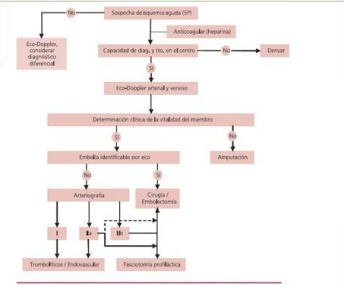 No
Sospecha de isquemia aguda (5P)
Anticoagular (heparina)
Eco-Doppler,
considerar
diagnóstico
diferencial
Capacidad de diag. y tto. en el centro
No
Derivar
Sí
Eco-Doppler arterial y venoso
Determinación clínica de la vitalidad del miembro
Sí
No
Embolia identificable por eco
Amputación
No
Sí
Arteriografía
Cirugía /
Embolectomía
I
IIa
IIb
Trombolíticos / Endovascular
Fasciotomía profiláctica